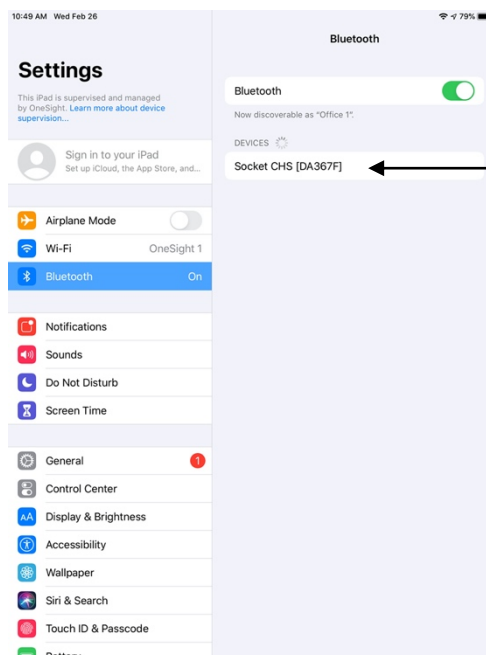 10:49 AM Wed Feb 26
79%
Settings
This iPad is supervised and managed
by OneSight. Learn more about device
supervision...
Sign in to your iPad
Set up iCloud, the App Store, and...
Airplane Mode
Wi-Fi OneSight 1
Bluetooth On
Notifications
Sounds
Do Not Disturb
Screen Time
General 1
Control Center
AA Display & Brightness
Accessibility
Wallpaper
Siri & Search
Touch ID & Passcode
Battery
Bluetooth
Bluetooth
Now discoverable as “Office 1”.
DEVICES
Socket CHS [DA367F]